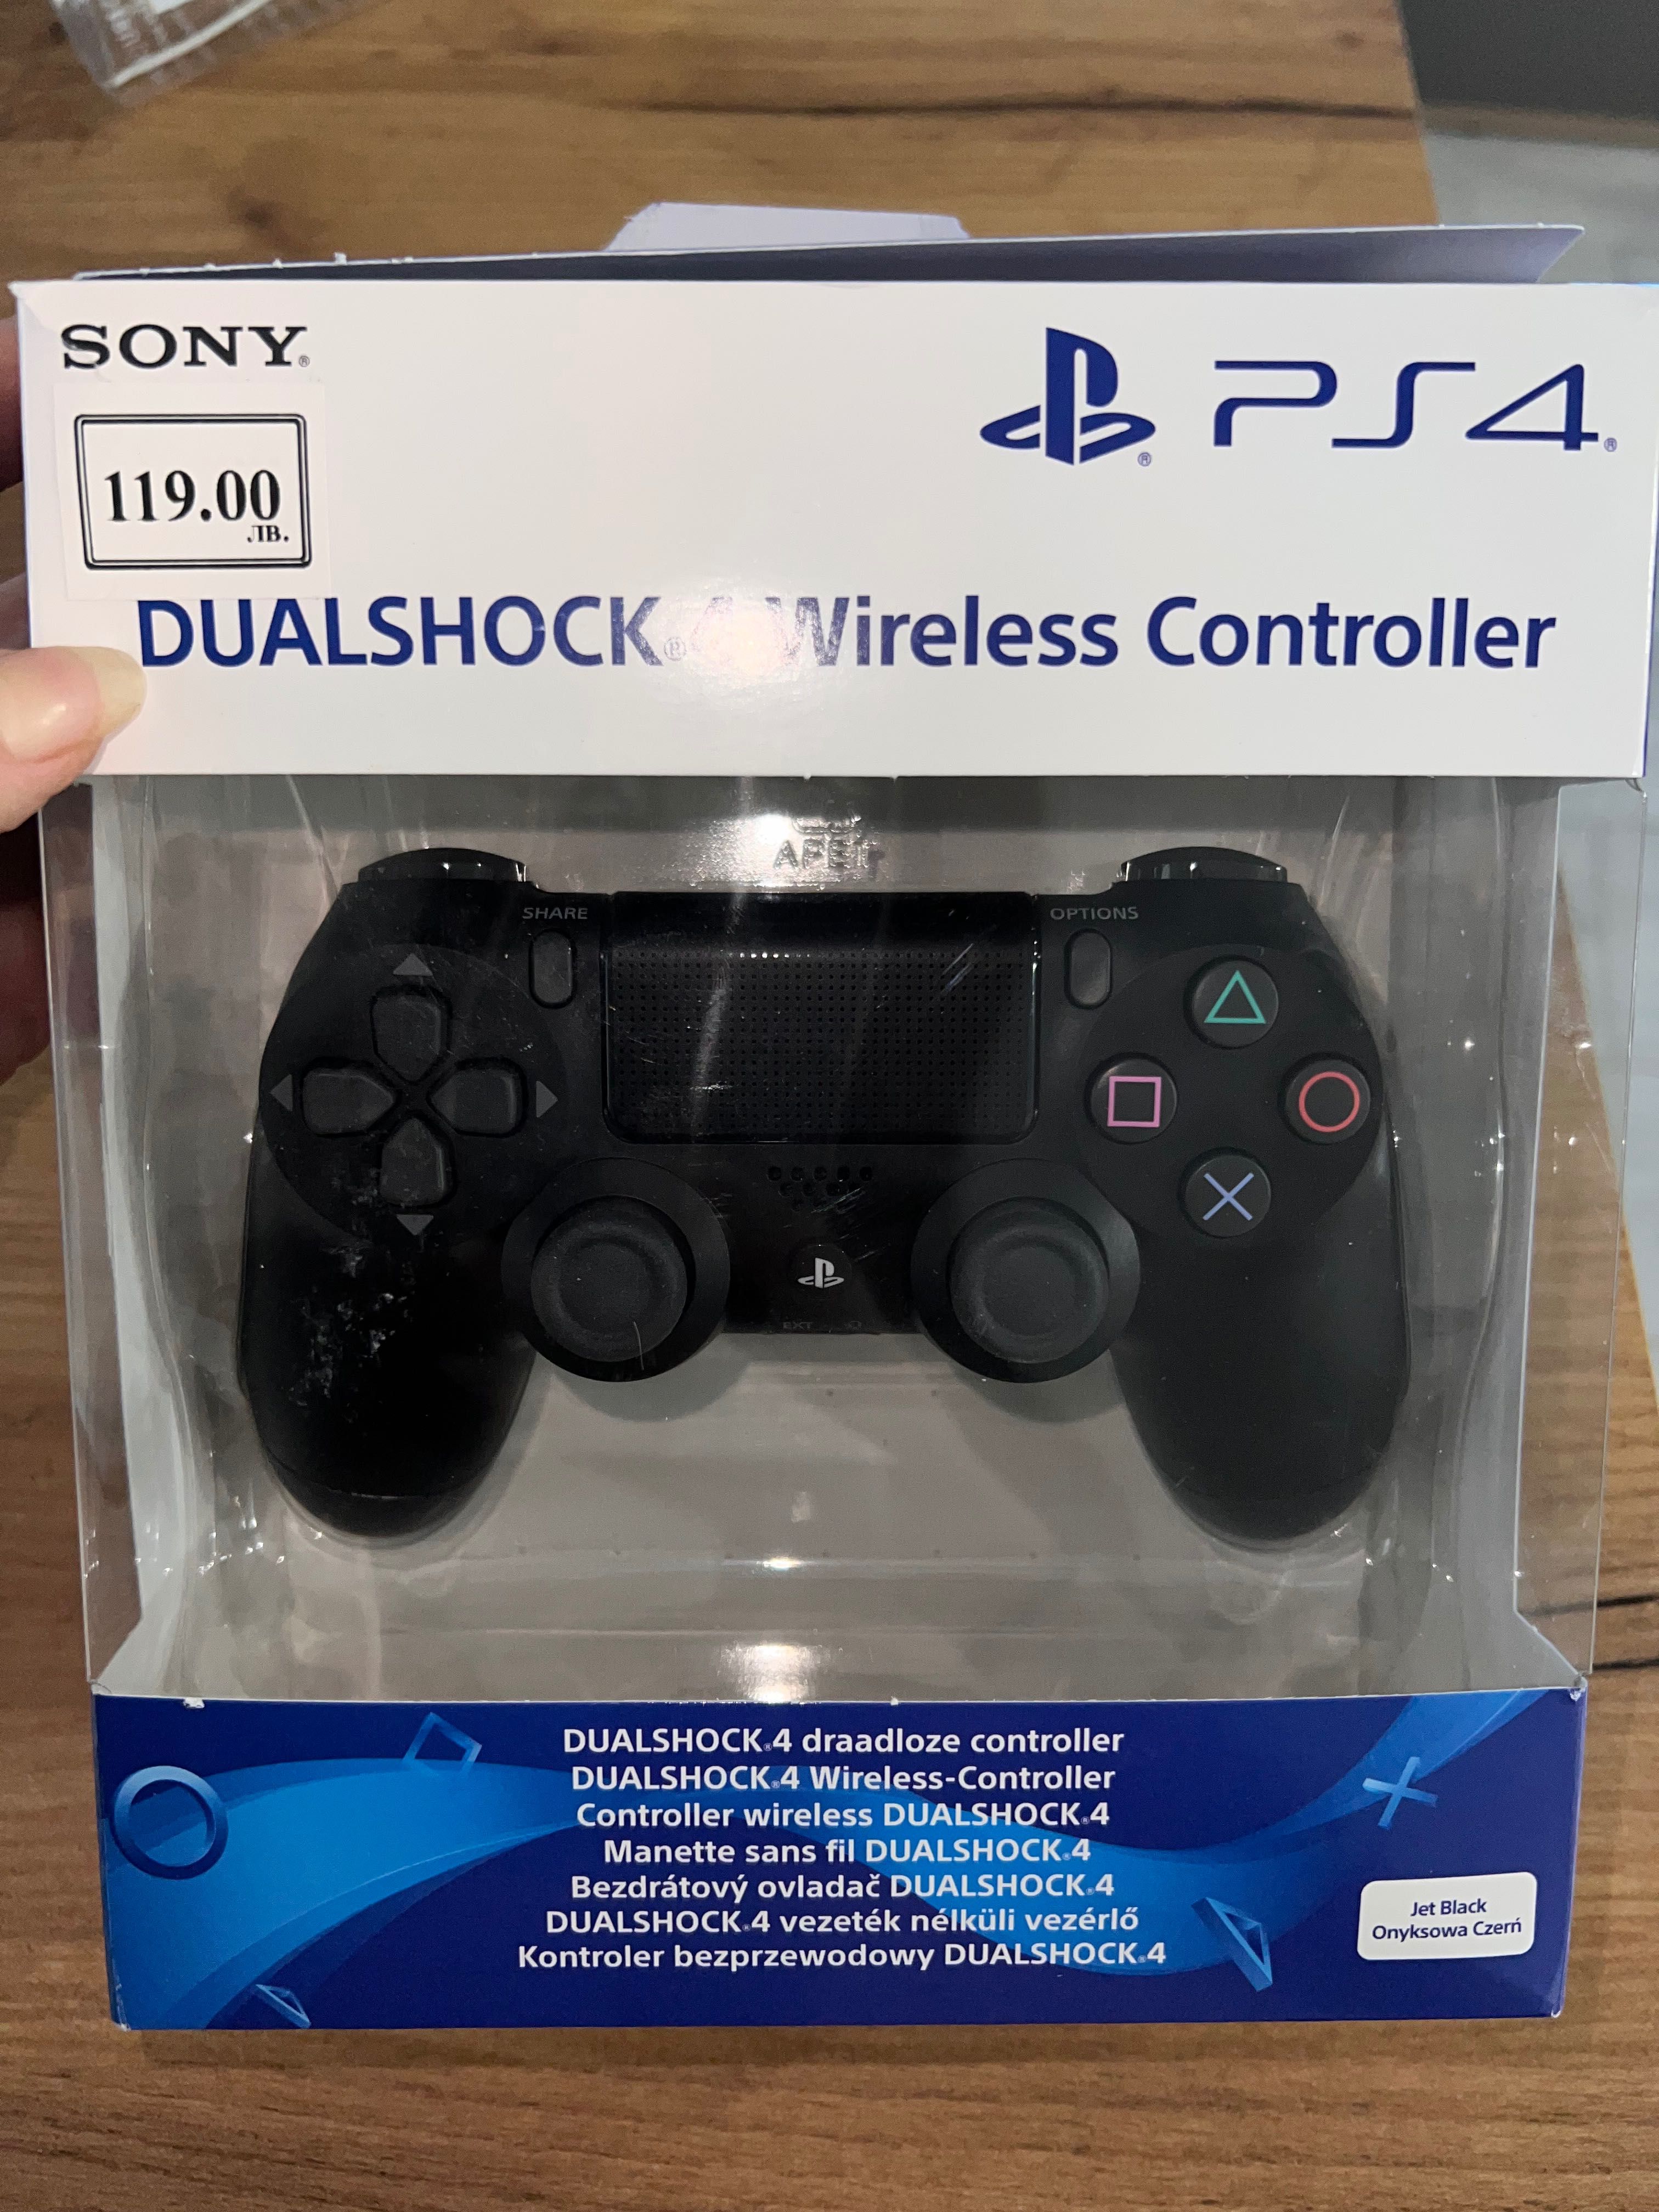 SONY®
PS4®
119.00
ЛВ.
DUALSHOCK®4 Wireless Controller
SHARE
OPTIONS
EXT
DUALSHOCK®4 draadloze controller
DUALSHOCK®4 Wireless-Controller
Controller wireless DUALSHOCK®4
Manette sans fil DUALSHOCK®4
Bezdrátový ovladač DUALSHOCK®4
DUALSHOCK®4 vezeték nélküli vezérlő
Kontroler bezprzewodowy DUALSHOCK®4
Jet Black
Onyksowa Czerń